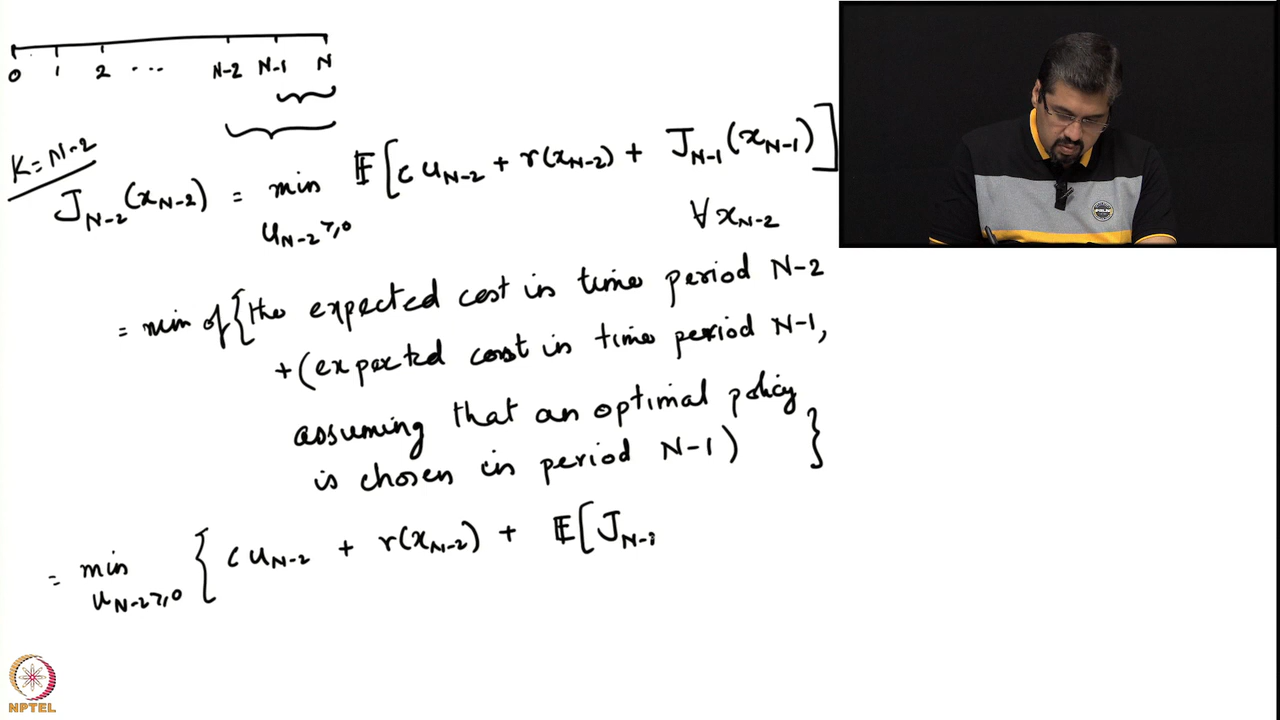 0 1 2 ... N-2 N-1 N
K=N-2
J_{N-2}(x_{N-2}) = min_{u_{N-2}≥0} 𝔼[c u_{N-2} + r(x_{N-2}) + J_{N-1}(x_{N-1})]
∀ x_{N-2}
= min of {the expected cost in time period N-2
+ (expected cost in time period N-1,
assuming that an optimal policy
is chosen in period N-1) }
= min_{u_{N-2}≥0} { c u_{N-2} + r(x_{N-2}) + 𝔼[J_{N-1}
NPTEL